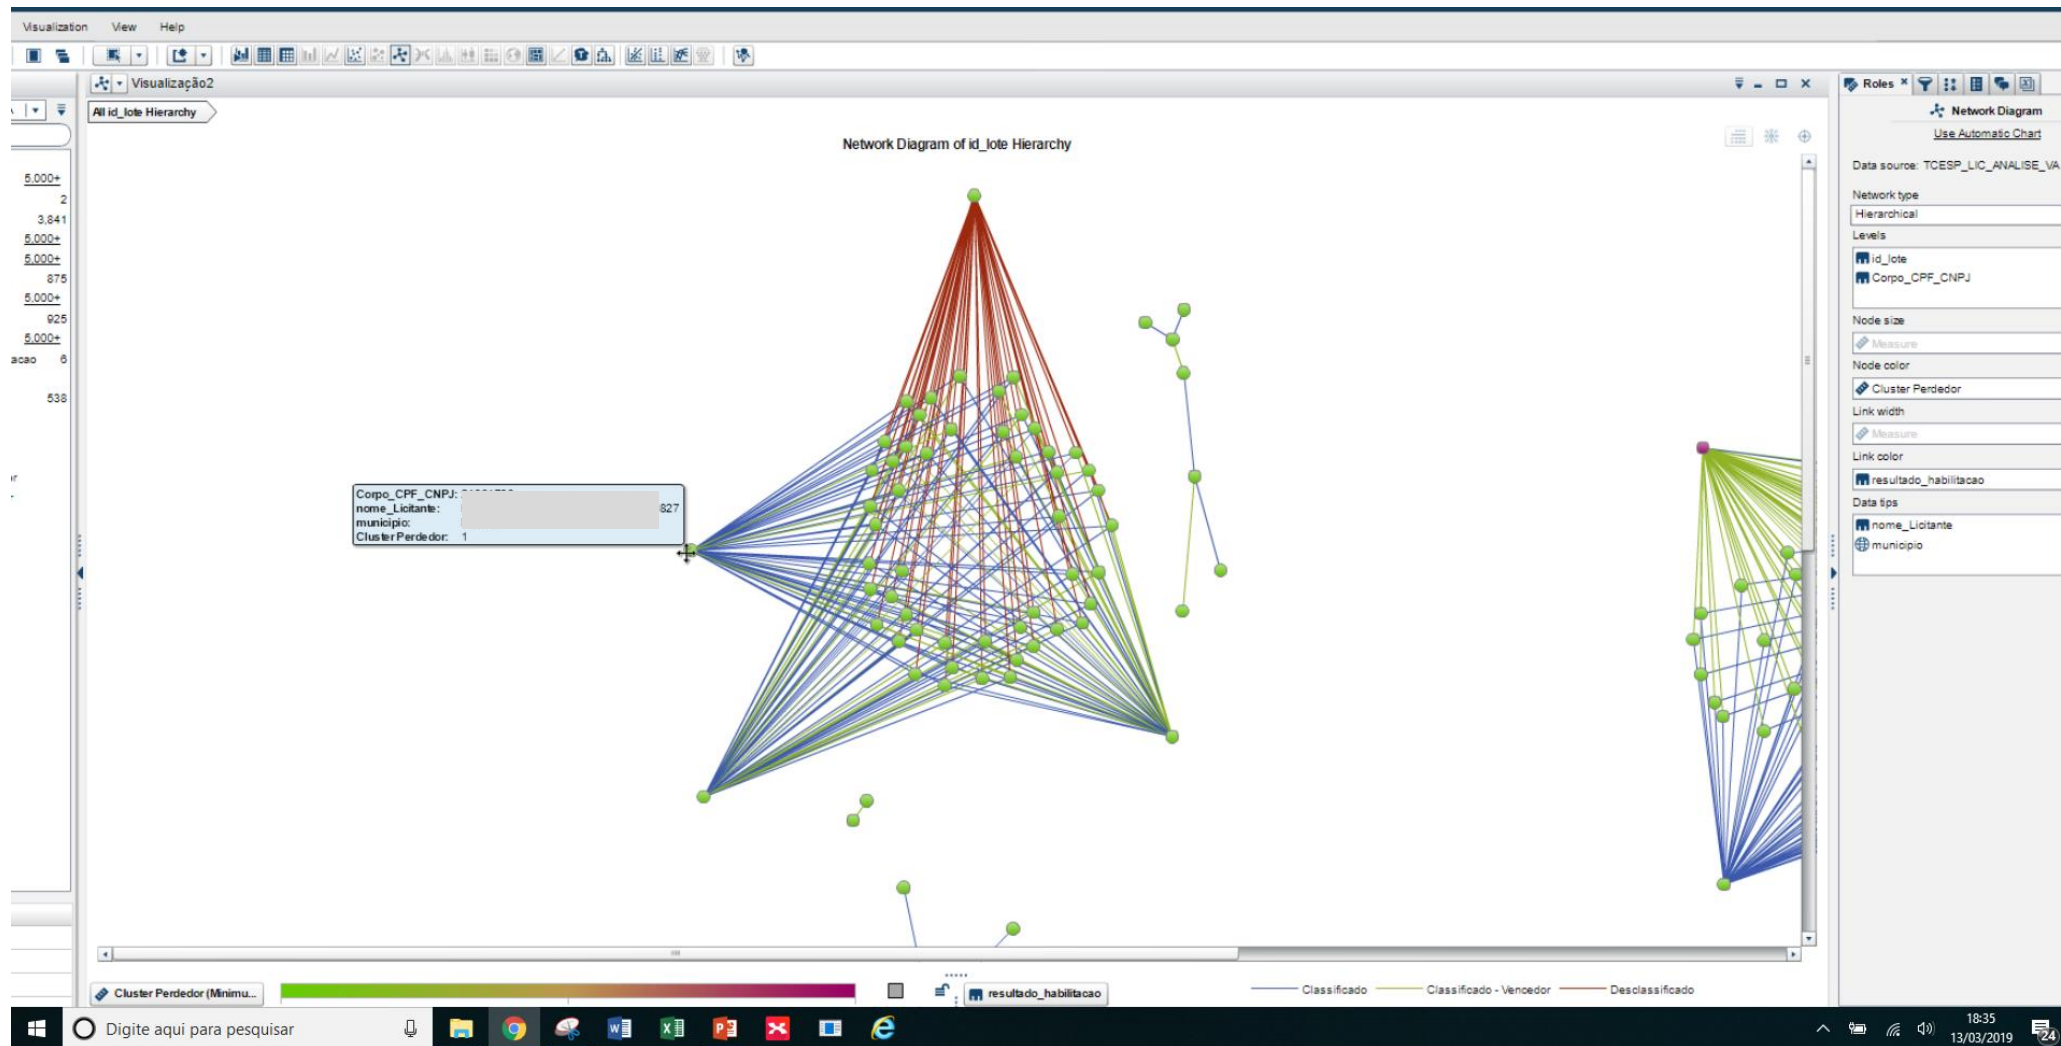 Visualization View Help
Visualização2
All id_lote Hierarchy
Network Diagram of id_lote Hierarchy
5,000+
2
3,841
5,000+
5,000+
875
5,000+
925
5,000+
acao 6
538
Corpo_CPF_CNPJ:
nome_Licitante: 827
municipio:
Cluster Perdedor: 1
Roles
Network Diagram
Use Automatic Chart
Data source: TCESP_LIC_ANALISE_VA
Network type
Hierarchical
Levels
id_lote
Corpo_CPF_CNPJ
Node size
Measure
Node color
Cluster Perdedor
Link width
Measure
Link color
resultado_habilitacao
Data tips
nome_Licitante
municipio
Cluster Perdedor (Minimu...
resultado_habilitacao
Classificado
Classificado - Vencedor
Desclassificado
Digite aqui para pesquisar
18:35
13/03/2019
24